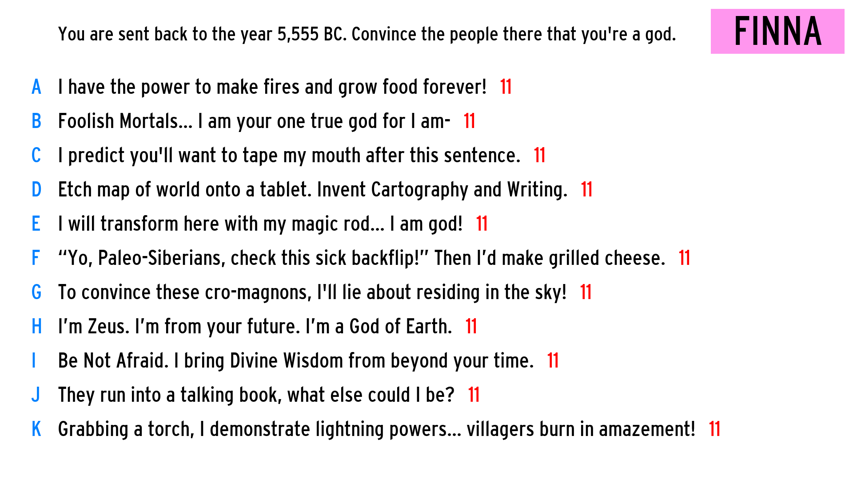 You are sent back to the year 5,555 BC. Convince the people there that you're a god.
FINNA
A I have the power to make fires and grow food forever! 11
B Foolish Mortals... I am your one true god for I am- 11
C I predict you'll want to tape my mouth after this sentence. 11
D Etch map of world onto a tablet. Invent Cartography and Writing. 11
E I will transform here with my magic rod... I am god! 11
F “Yo, Paleo-Siberians, check this sick backflip!” Then I’d make grilled cheese. 11
G To convince these cro-magnons, I'll lie about residing in the sky! 11
H I’m Zeus. I’m from your future. I’m a God of Earth. 11
I Be Not Afraid. I bring Divine Wisdom from beyond your time. 11
J They run into a talking book, what else could I be? 11
K Grabbing a torch, I demonstrate lightning powers... villagers burn in amazement! 11